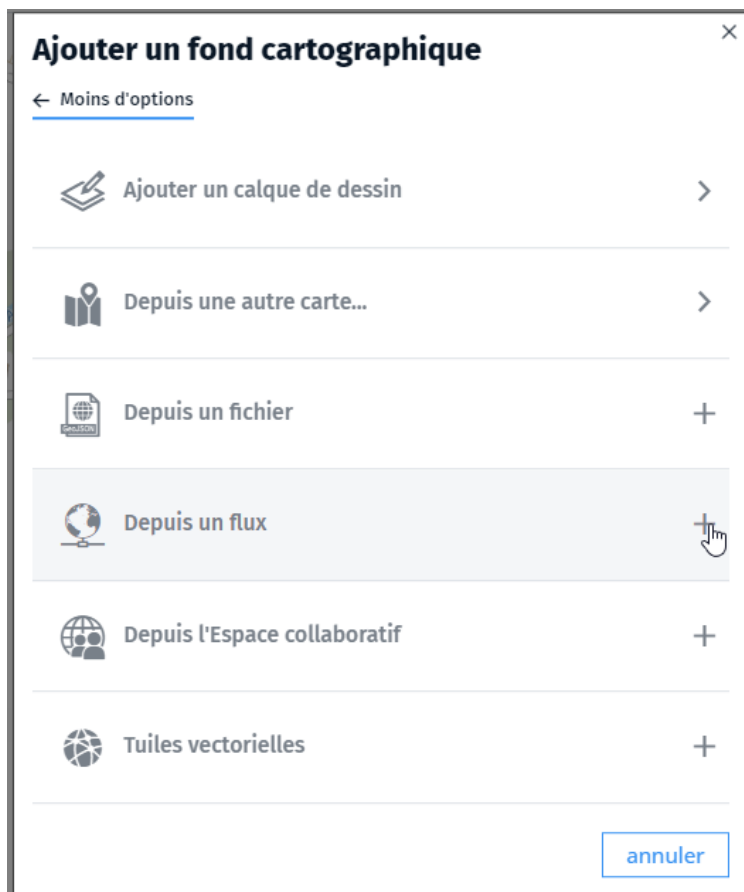 Ajouter un fond cartographique
← Moins d'options
Ajouter un calque de dessin
Depuis une autre carte...
Depuis un fichier
GeoJSON
Depuis un flux
Depuis l'Espace collaboratif
Tuiles vectorielles
annuler